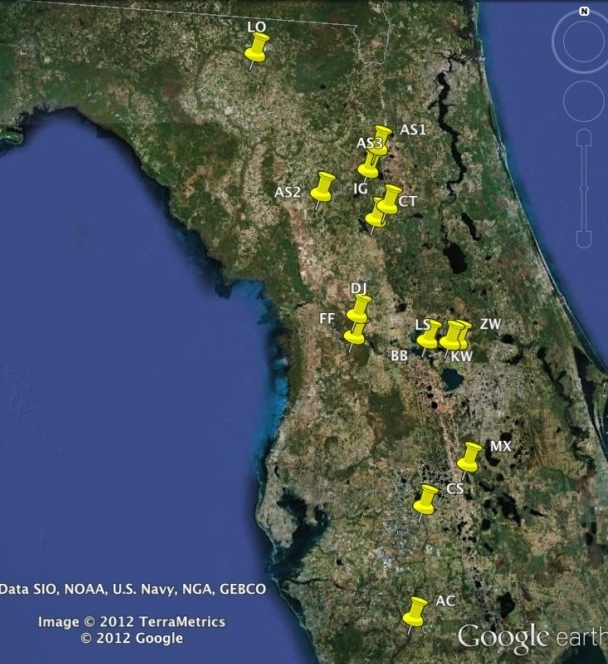 N
LO
AS1
AS3
AS2
IG
CT
DJ
FF
LS
ZW
BB
KW
MX
CS
Data SIO, NOAA, U.S. Navy, NGA, GEBCO
AC
Image © 2012 TerraMetrics
© 2012 Google
Google earth